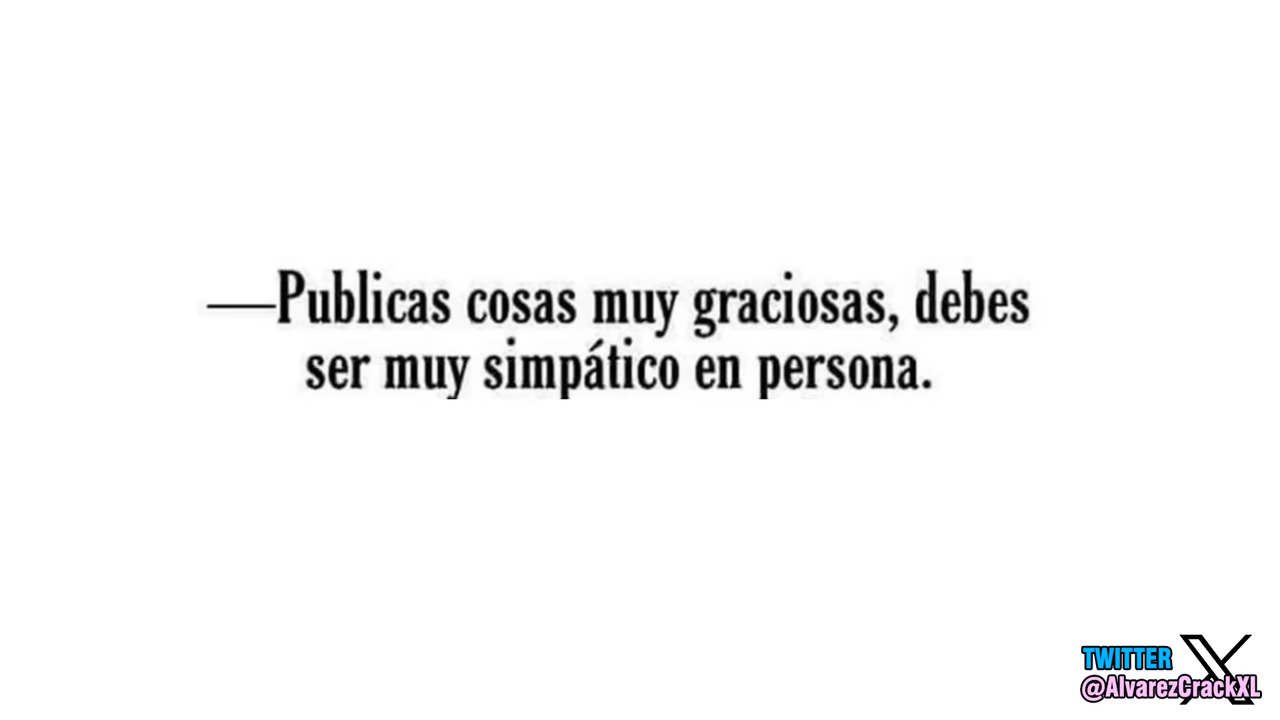 —Publicas cosas muy graciosas, debes
ser muy simpático en persona.
TWITTER
@AlvarezCrackXL